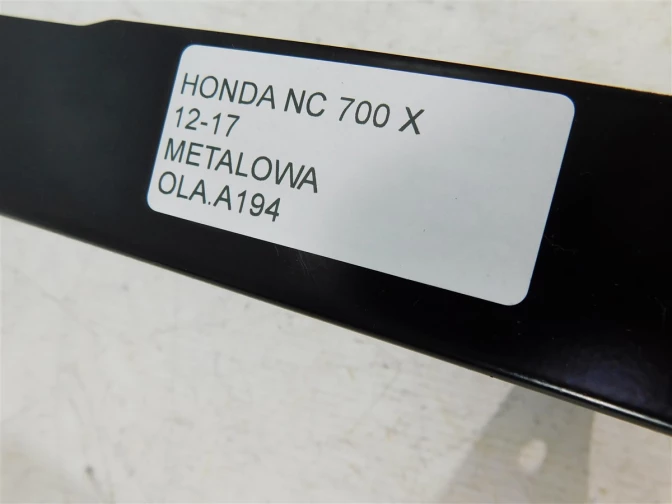 HONDA NC 700 X
12-17
METALOWA
OLA.A194